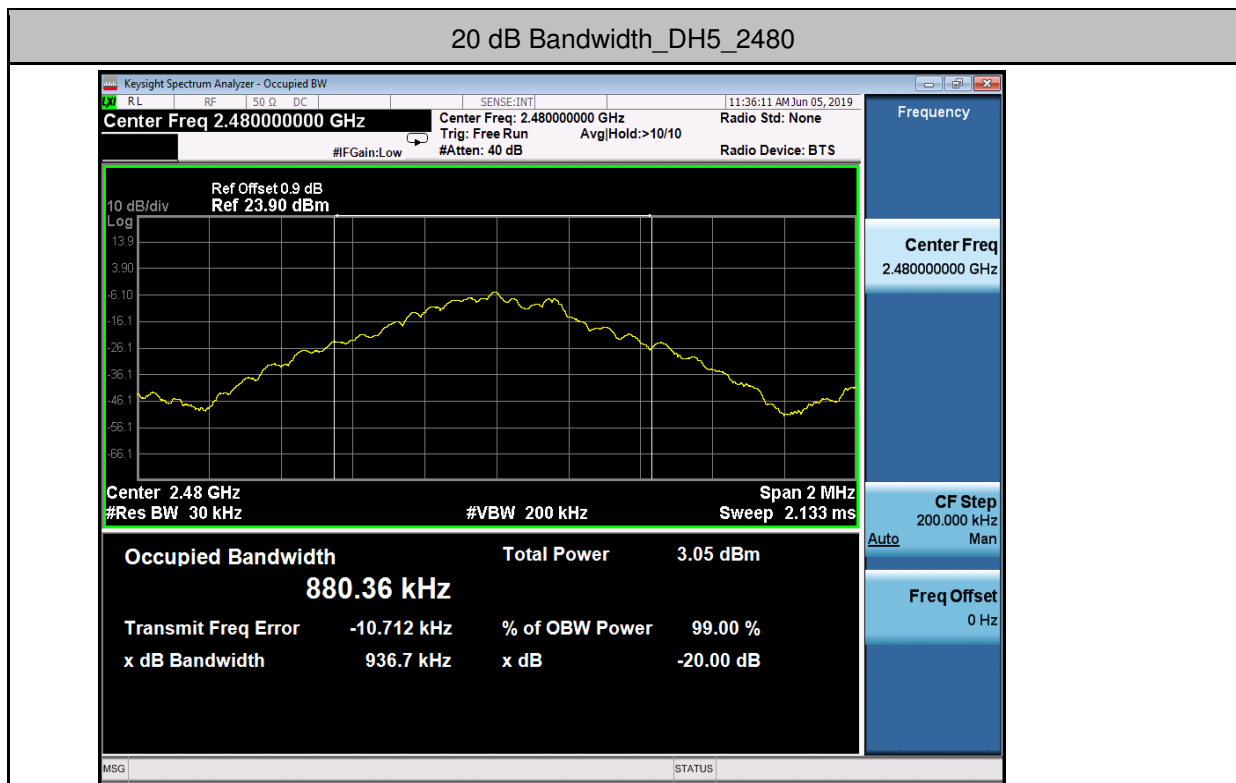 20 dB Bandwidth_DH5_2480
Keysight Spectrum Analyzer - Occupied BW
LXI RL RF 50 Ω DC SENSE:INT 11:36:11 AM Jun 05, 2019
Center Freq 2.480000000 GHz
Center Freq: 2.480000000 GHz Radio Std: None
Trig: Free Run Avg|Hold:>10/10
#IFGain:Low #Atten: 40 dB Radio Device: BTS
Ref Offset 0.9 dB
10 dB/div Ref 23.90 dBm
Log
13.9
3.90
-6.10
-16.1
-26.1
-36.1
-46.1
-56.1
-66.1
Center 2.48 GHz Span 2 MHz
#Res BW 30 kHz #VBW 200 kHz Sweep 2.133 ms
Occupied Bandwidth Total Power 3.05 dBm
880.36 kHz
Transmit Freq Error -10.712 kHz % of OBW Power 99.00 %
x dB Bandwidth 936.7 kHz x dB -20.00 dB
MSG STATUS
Frequency
Center Freq
2.480000000 GHz
CF Step
200.000 kHz
Auto Man
Freq Offset
0 Hz